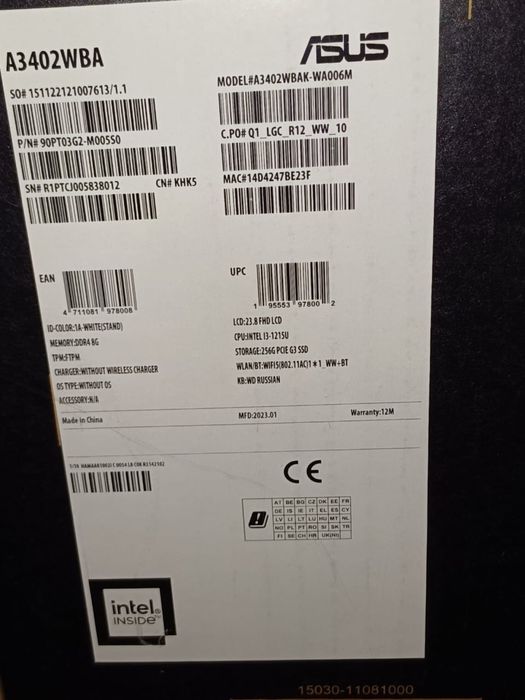 A3402WBA
ASUS
SO# 151122121007613/1.1
MODEL#A3402WBAK-WA006M
P/N# 90PT03G2-M00550
C.PO# Q1_LGC_R12_WW_10
SN# R1PTCJ005838012 CN# KHKS
MAC#14D4247BE23F
EAN
4 711081 978008
UPC
1 95553 97800 2
ID-COLOR:1A-WHITE(STAND)
MEMORY:DDR4 8G
TPM:FTPM
CHARGER:WITHOUT WIRELESS CHARGER
OS TYPE:WITHOUT OS
ACCESSORY:N/A
LCD:23.8 FHD LCD
CPU:INTEL I3-1215U
STORAGE:256G PCIE G3 SSD
WLAN/BT:WIFI5(802.11AC)1*1_WW+BT
KB:WD RUSSIAN
Made in China
MFD:2023.01
Warranty:12M
CE
AT BE BG CZ DK EE FR
DE IS IE IT EL ES CY
LV LI LT LU HU MT NL
NO PL PT RO SI SK TR
FI SE CH HR UK(NI)
intel.
INSIDE™
15030-11081000